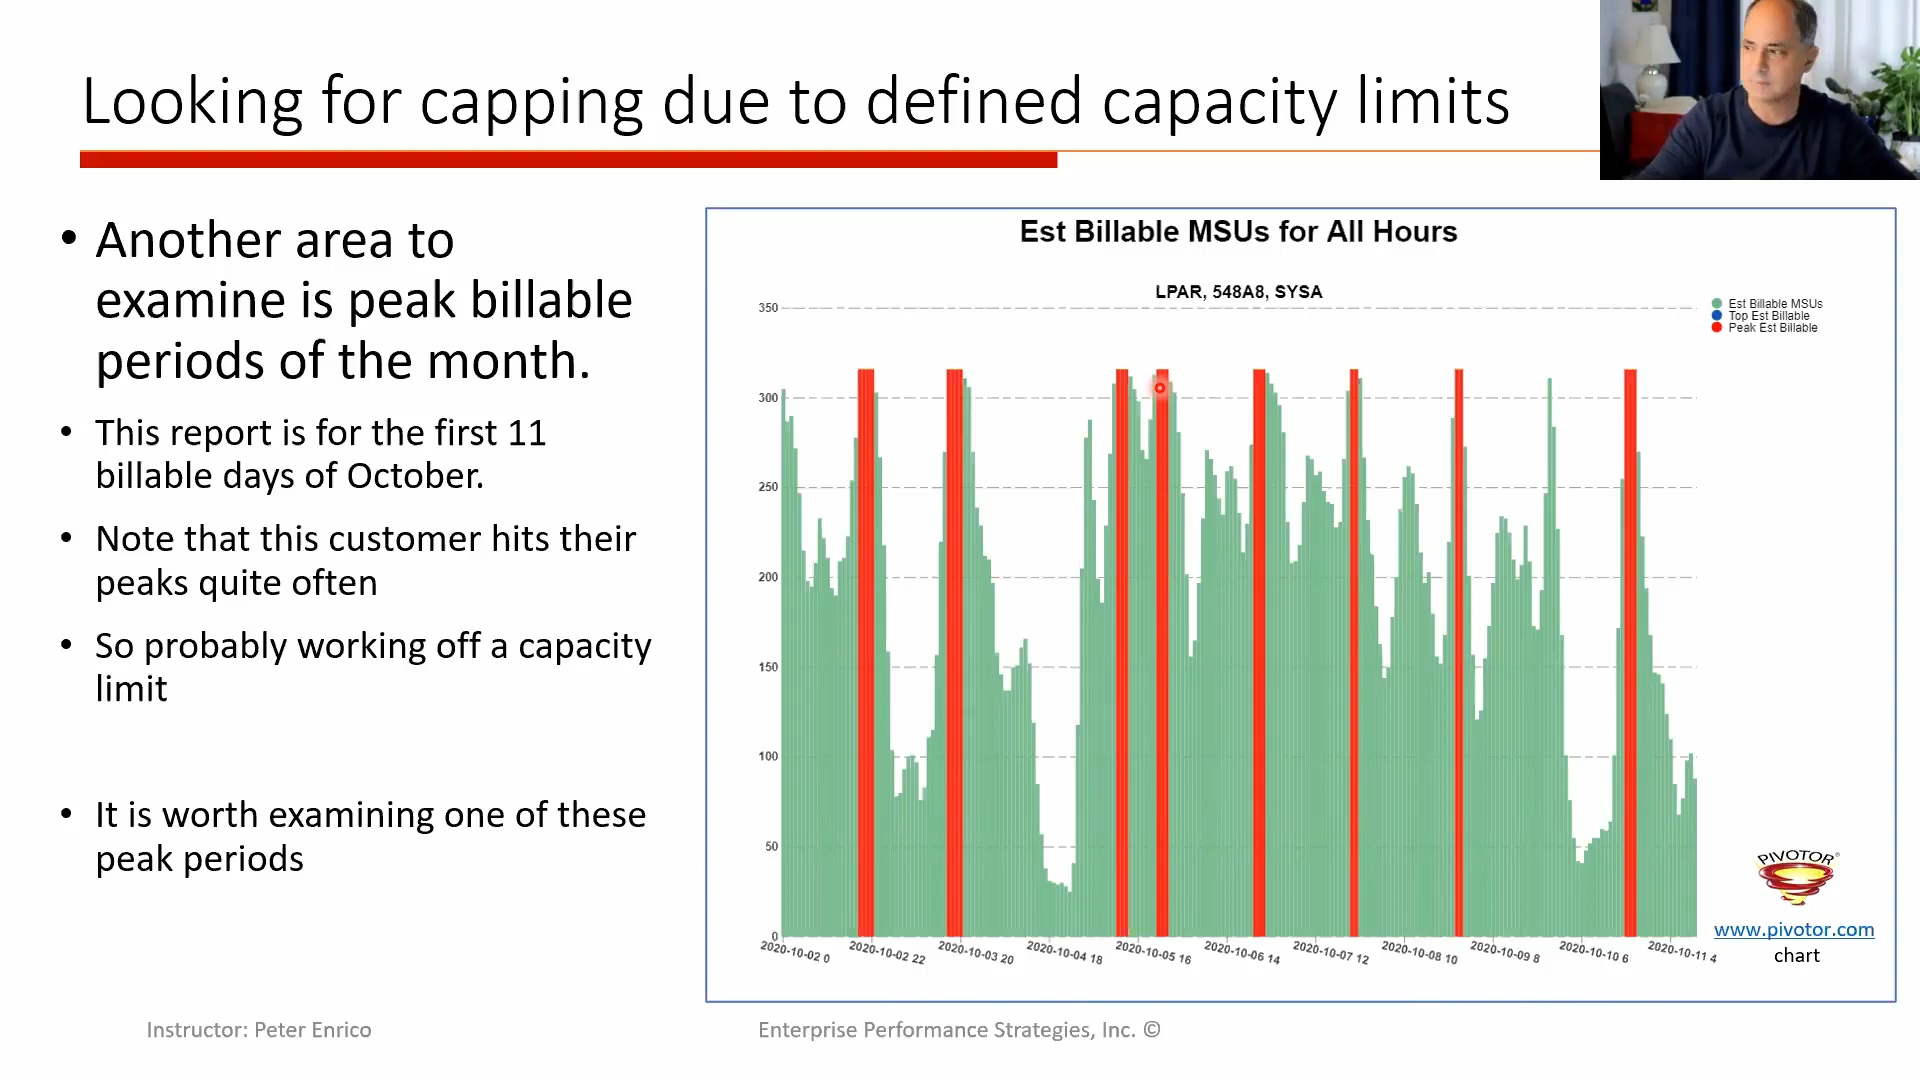 Looking for capping due to defined capacity limits
• Another area to
examine is peak billable
periods of the month.
• This report is for the first 11
billable days of October.
• Note that this customer hits their
peaks quite often
• So probably working off a capacity
limit
• It is worth examining one of these
peak periods
Est Billable MSUs for All Hours
LPAR, 548A8, SYSA
350
300
250
200
150
100
50
0
2020-10-02 0
2020-10-02 22
2020-10-03 20
2020-10-04 18
2020-10-05 16
2020-10-06 14
2020-10-07 12
2020-10-08 10
2020-10-09 8
2020-10-10 6
2020-10-11 4
Est Billable MSUs
Top Est Billable
Peak Est Billable
PIVOTOR®
www.pivotor.com
chart
Instructor: Peter Enrico
Enterprise Performance Strategies, Inc. ©